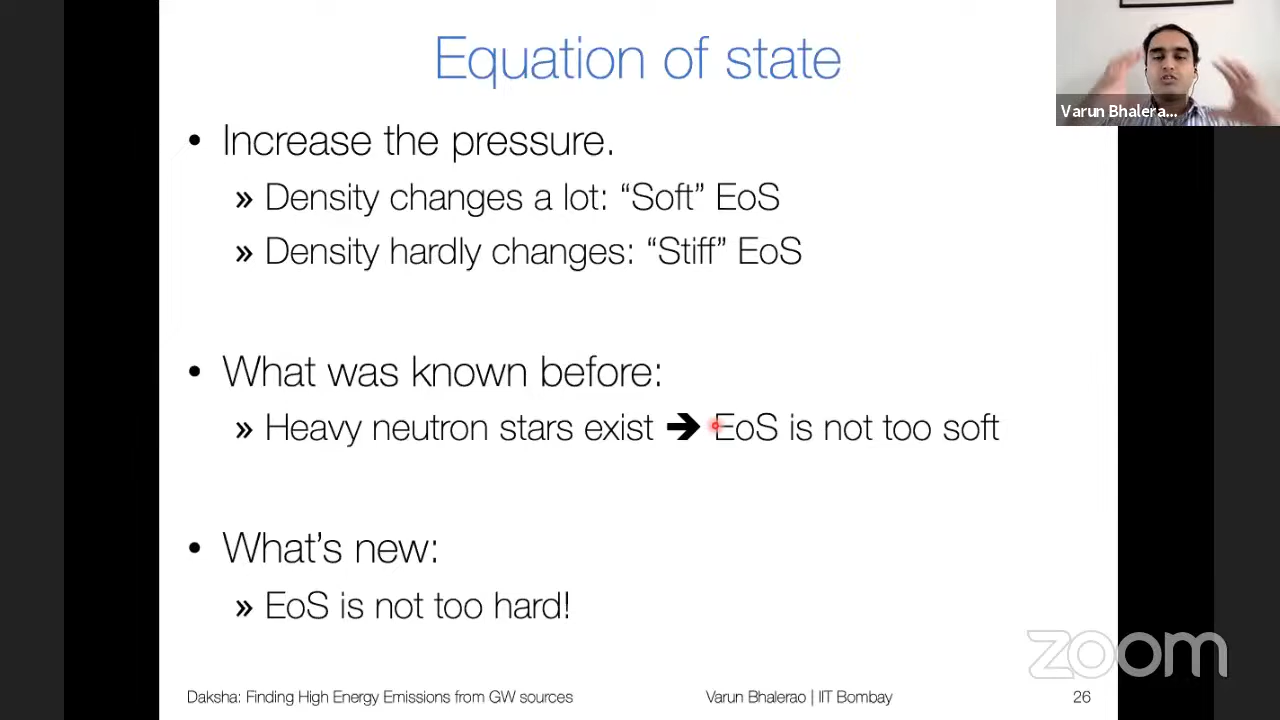 Equation of state
Varun Bhalera...
• Increase the pressure.
» Density changes a lot: “Soft” EoS
» Density hardly changes: “Stiff” EoS
• What was known before:
» Heavy neutron stars exist ➔ EoS is not too soft
• What’s new:
» EoS is not too hard!
zoom
Daksha: Finding High Energy Emissions from GW sources
Varun Bhalerao | IIT Bombay
26